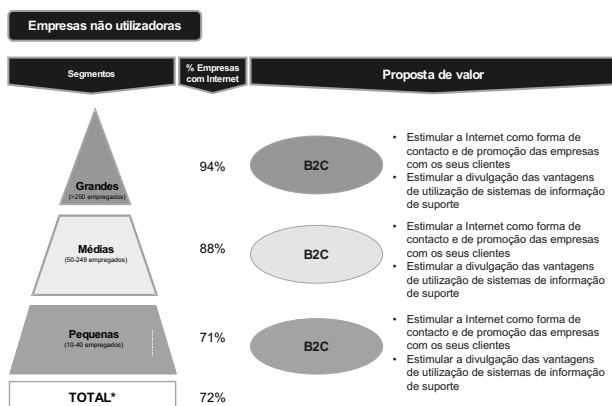 Empresas não utilizadoras
Segmentos
% Empresas
com Internet
Proposta de valor
Grandes
(>250 empregados)
94%
B2C
• Estimular a Internet como forma de
contacto e de promoção das empresas
com os seus clientes
• Estimular a divulgação das vantagens
de utilização de sistemas de informação
de suporte
Médias
(50-249 empregados)
88%
B2C
• Estimular a Internet como forma de
contacto e de promoção das empresas
com os seus clientes
• Estimular a divulgação das vantagens
de utilização de sistemas de informação
de suporte
Pequenas
(10-40 empregados)
71%
B2C
• Estimular a Internet como forma de
contacto e de promoção das empresas
com os seus clientes
• Estimular a divulgação das vantagens
de utilização de sistemas de informação
de suporte
TOTAL*
72%